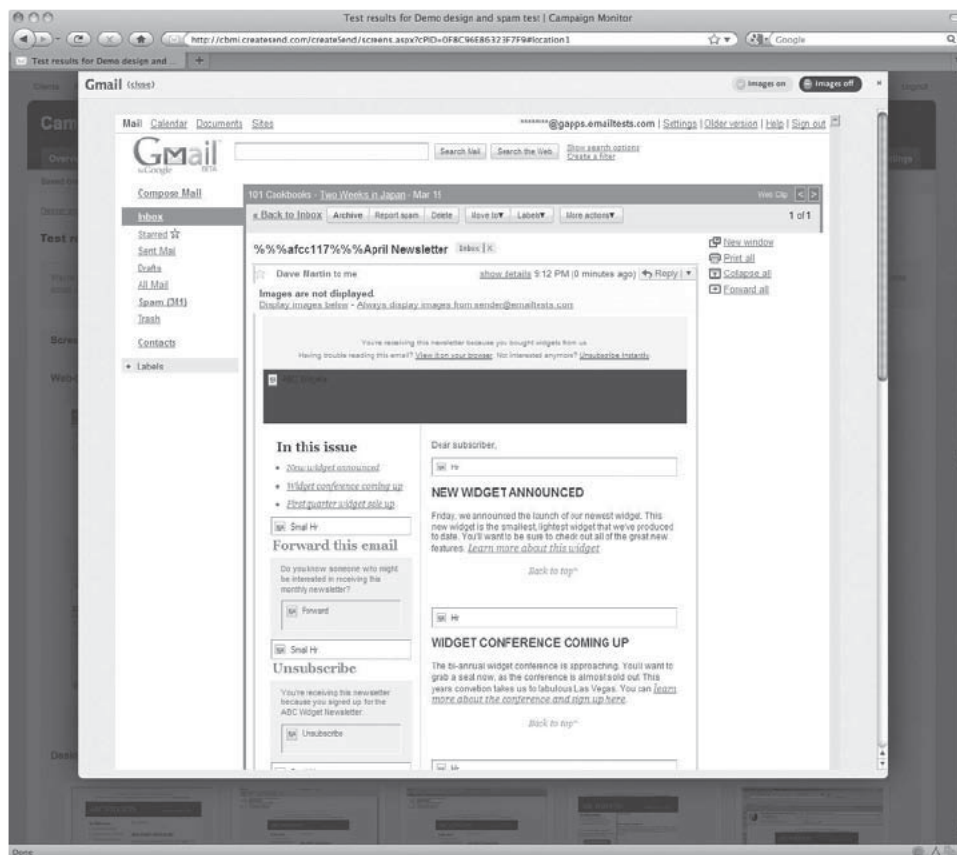 Test results for Demo design and spam test | Campaign Monitor
http://cbmi.createsend.com/createSend/screens.aspx?cPID=0F8C96E86323F7F9#location1
Google
Test results for Demo design and ...
Gmail (close)
Images on
Images off
Logout
Mail Calendar Documents Sites
*******@gapps.emailtests.com | Settings | Older version | Help | Sign out
Gmail
by Google BETA
Search Mail
Search the Web
Show search options
Create a filter
Compose Mail
Inbox
Starred
Sent Mail
Drafts
All Mail
Spam (311)
Trash
Contacts
Labels
101 Cookbooks - Two Weeks in Japan - Mar 15
Web Clip < >
« Back to Inbox Archive Report spam Delete Move to▼ Labels▼ More actions▼
1 of 1
%%%afcc117%%%April Newsletter Inbox | X
New window
Print all
Collapse all
Forward all
Dave Martin to me
show details 9:12 PM (0 minutes ago) Reply
Images are not displayed.
Display images below - Always display images from sender@emailtests.com
You're receiving this newsletter because you bought widgets from us.
Having trouble reading this email? View it on your browser. Not interested anymore? Unsubscribe Instantly.
ABC Widgets
In this issue
• New widget announced
• Widget conference coming up
• First quarter widget sale up
Smal Hr
Forward this email
Do you know someone who might
be interested in receiving this
monthly newsletter?
Forward
Smal Hr
Unsubscribe
You're receiving this newsletter
because you signed up for the
ABC Widget Newsletter.
Unsubscribe
Dear subscriber,
Hr
NEW WIDGET ANNOUNCED
Friday, we announced the launch of our newest widget. This
new widget is the smallest, lightest widget that we've produced
to date. You'll want to be sure to check out all of the great new
features. Learn more about this widget
Back to top^
Hr
WIDGET CONFERENCE COMING UP
The bi-annual widget conference is approaching. You'll want to
grab a seat now, as the conference is almost sold out. This
years convetion takes us to fabulous Las Vegas. You can learn
more about the conference and sign up here.
Back to top^
Hr
Done